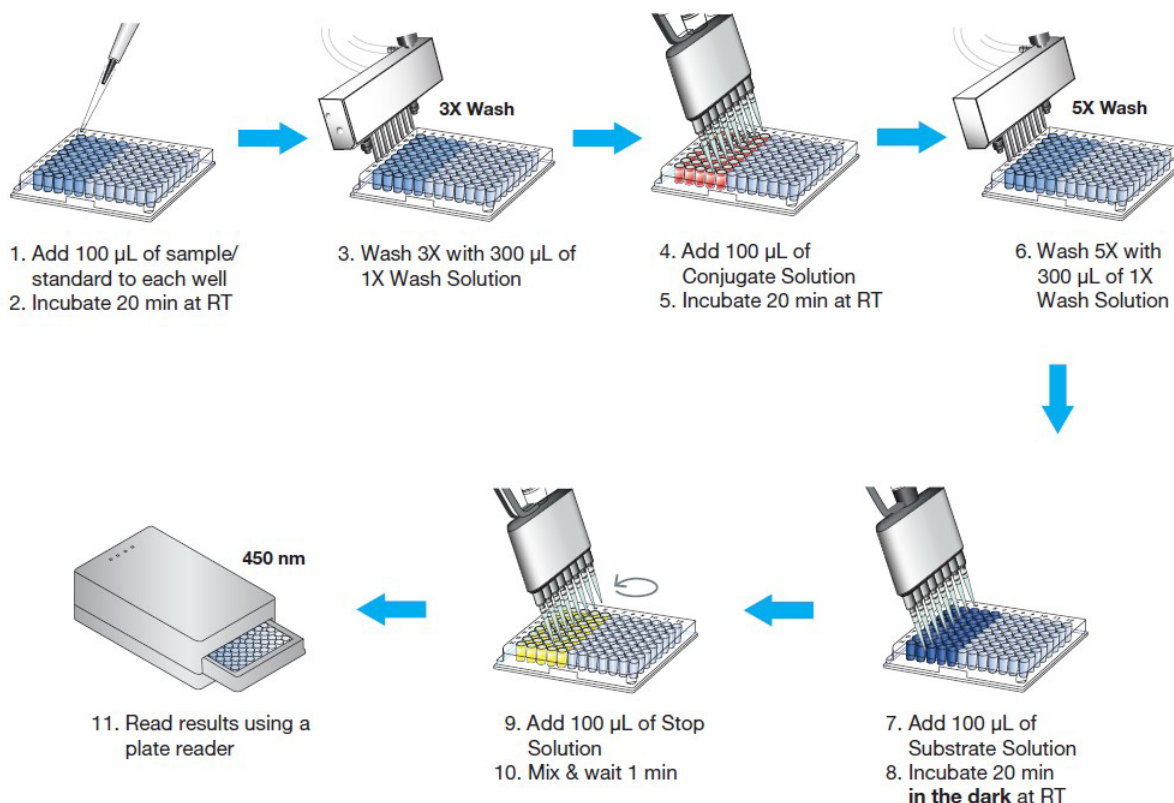 3X Wash
5X Wash
1. Add 100 µL of sample/
standard to each well
2. Incubate 20 min at RT
3. Wash 3X with 300 µL of
1X Wash Solution
4. Add 100 µL of
Conjugate Solution
5. Incubate 20 min at RT
6. Wash 5X with
300 µL of 1X
Wash Solution
450 nm
11. Read results using a
plate reader
9. Add 100 µL of Stop
Solution
10. Mix & wait 1 min
7. Add 100 µL of
Substrate Solution
8. Incubate 20 min
in the dark at RT